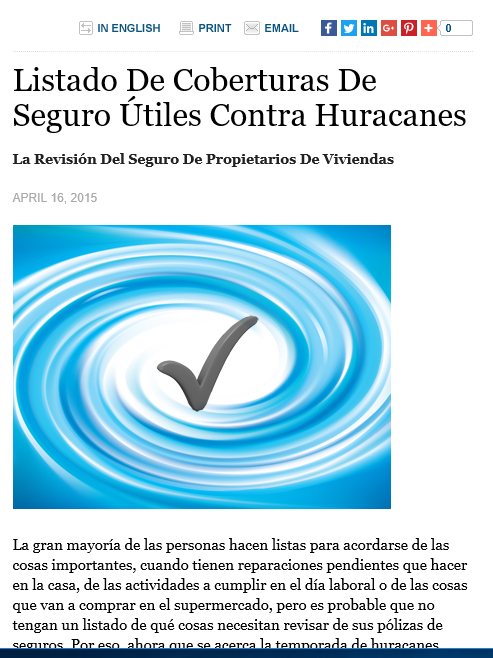 IN ENGLISH PRINT EMAIL 0
Listado De Coberturas De
Seguro Útiles Contra Huracanes
La Revisión Del Seguro De Propietarios De Viviendas
APRIL 16, 2015
La gran mayoría de las personas hacen listas para acordarse de las
cosas importantes, cuando tienen reparaciones pendientes que hacer
en la casa, de las actividades a cumplir en el día laboral o de las cosas
que van a comprar en el supermercado, pero es probable que no
tengan un listado de qué cosas necesitan revisar de sus pólizas de
seguros. Por eso, ahora que se acerca la temporada de huracanes